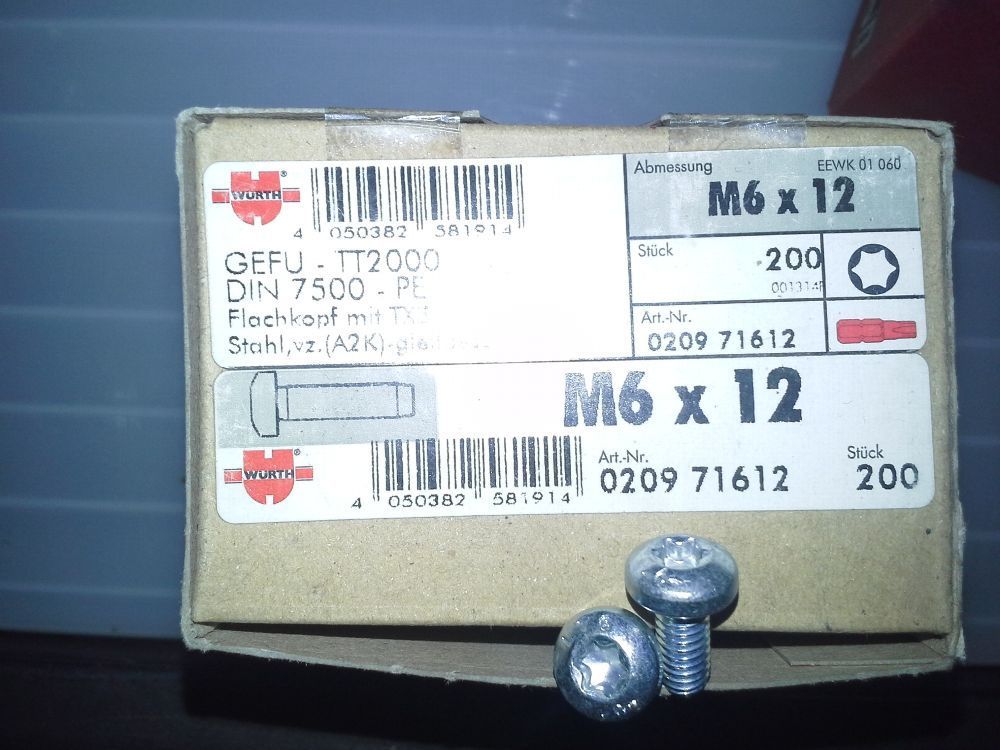 WÜRTH
4 050382 581914
GEFU - TT2000
DIN 7500 - PE
Flachkopf mit
Stahl,vz.(A2K)
Abmessung
EEWK 01 060
M6 x 12
Stück
200
Art.-Nr.
0209 71612
M6 x 12
WÜRTH
4 050382 581914
Art.-Nr.
0209 71612
Stück
200